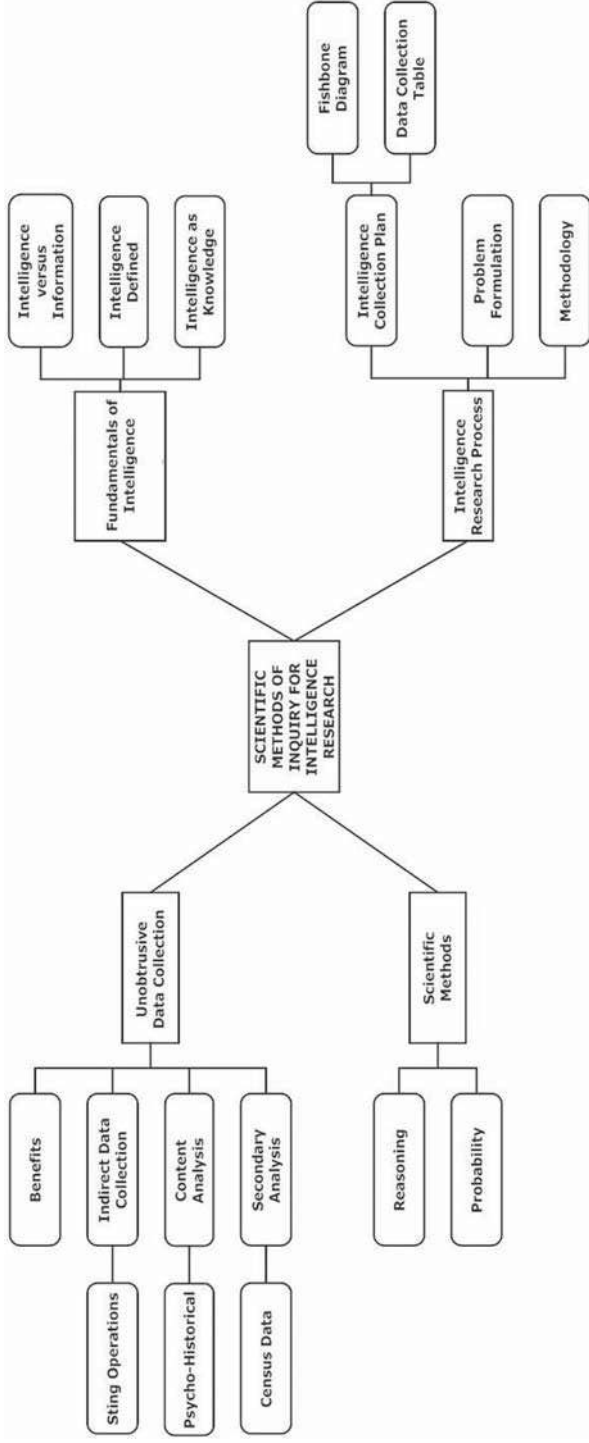 SCIENTIFIC
METHODS OF
INQUIRY FOR
INTELLIGENCE
RESEARCH
Unobtrusive
Data Collection
Benefits
Indirect Data
Collection
Sting Operations
Content
Analysis
Psycho-Historical
Secondary
Analysis
Census Data
Scientific
Methods
Reasoning
Probability
Fundamentals of
Intelligence
Intelligence
versus
Information
Intelligence
Defined
Intelligence as
Knowledge
Intelligence
Research Process
Intelligence
Collection Plan
Fishbone
Diagram
Data Collection
Table
Problem
Formulation
Methodology